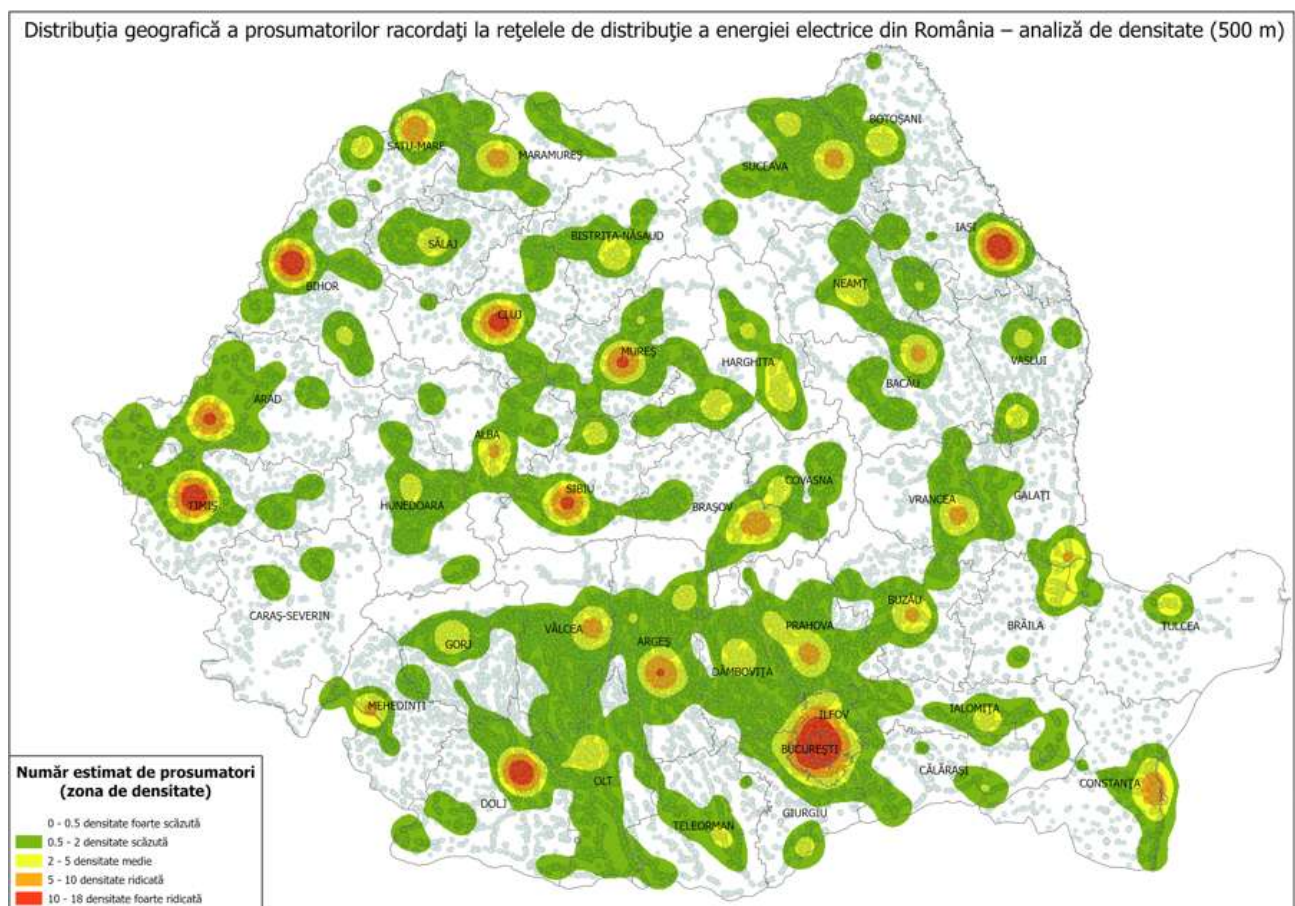 Distribuția geografică a prosumatorilor racordați la rețelele de distribuție a energiei electrice din România – analiză de densitate (500 m)
BOTOȘANI
SATU-MARE
MARAMUREȘ
SUCEAVA
IAȘI
BISTRIȚA-NĂSAUD
SĂLAJ
BIHOR
NEAMȚ
CLUJ
MUREȘ
HARGHITA
VASLUI
BACĂU
ARAD
ALBA
COVASNA
SIBIU
TIMIȘ
HUNEDOARA
BRAȘOV
VRANCEA
GALAȚI
BUZĂU
CARAȘ-SEVERIN
PRAHOVA
BRĂILA
TULCEA
VÂLCEA
ARGEȘ
GORJ
DÂMBOVIȚA
MEHEDINȚI
IALOMIȚA
ILFOV
BUCUREȘTI
CĂLĂRAȘI
CONSTANȚA
OLT
DOLJ
GIURGIU
TELEORMAN
Număr estimat de prosumatori
(zona de densitate)
0 - 0.5 densitate foarte scăzută
0.5 - 2 densitate scăzută
2 - 5 densitate medie
5 - 10 densitate ridicată
10 - 18 densitate foarte ridicată